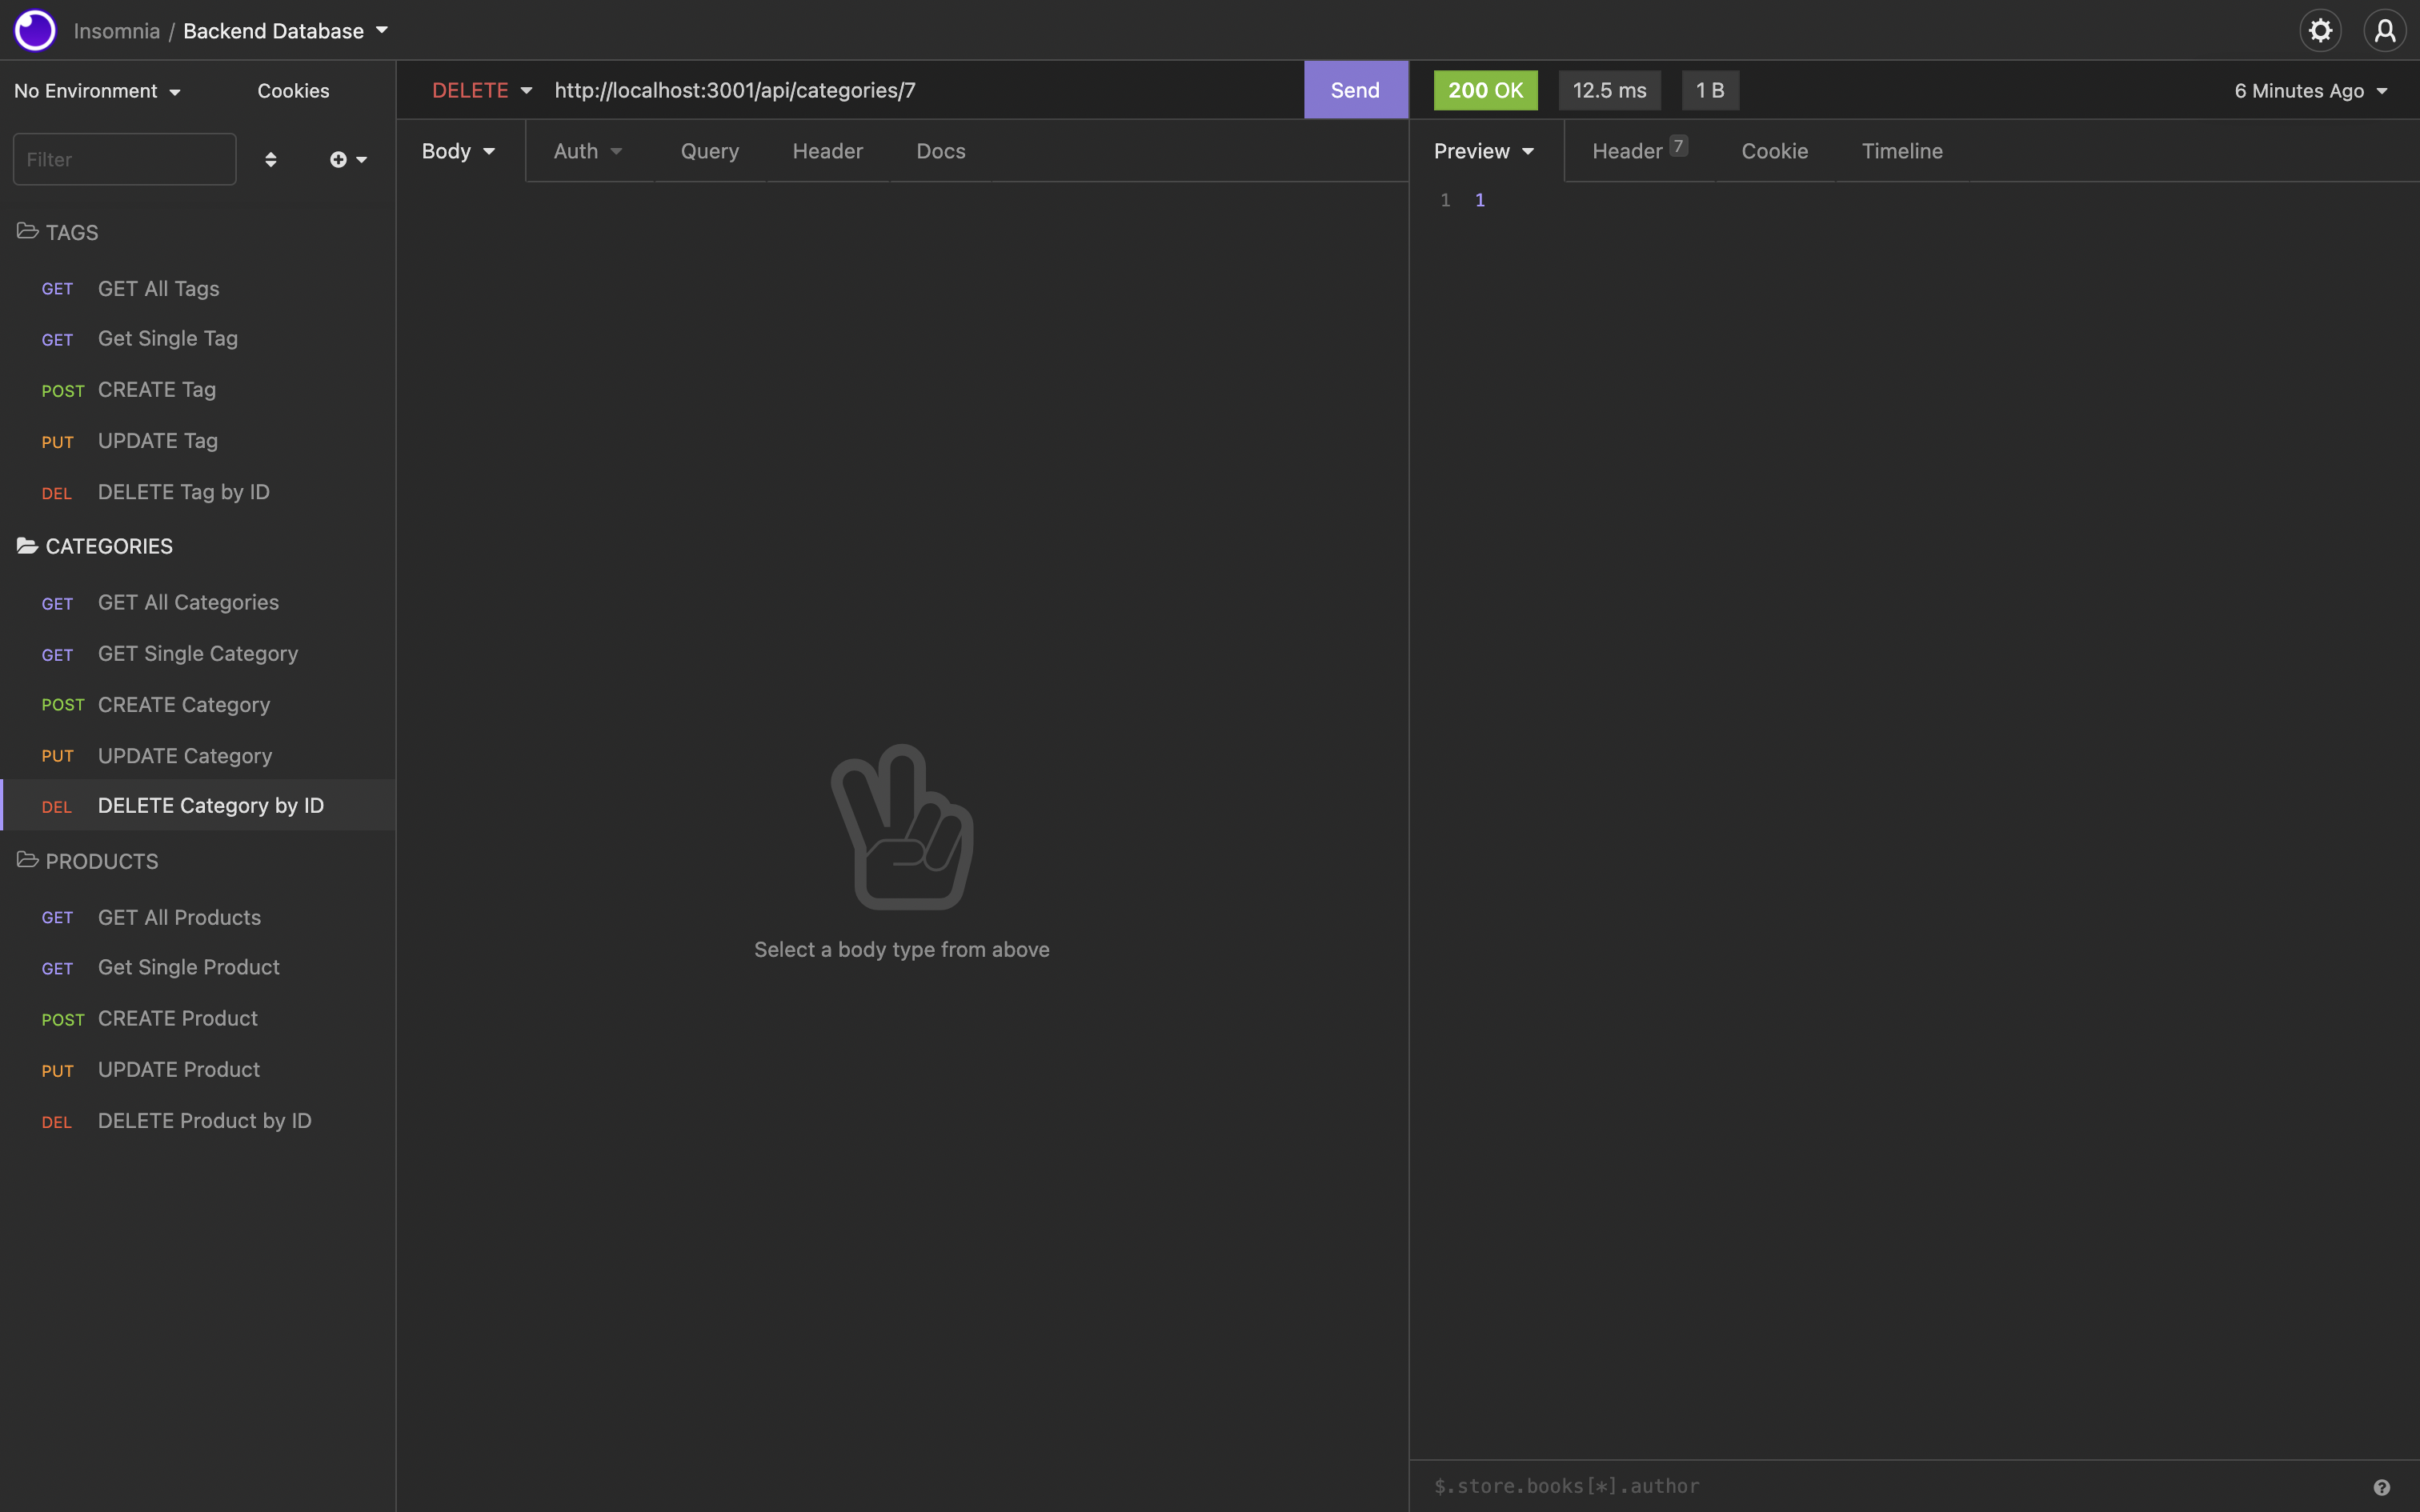 Insomnia / Backend Database
No Environment
Cookies
Filter
TAGS
GET GET All Tags
GET Get Single Tag
POST CREATE Tag
PUT UPDATE Tag
DEL DELETE Tag by ID
CATEGORIES
GET GET All Categories
GET GET Single Category
POST CREATE Category
PUT UPDATE Category
DEL DELETE Category by ID
PRODUCTS
GET GET All Products
GET Get Single Product
POST CREATE Product
PUT UPDATE Product
DEL DELETE Product by ID
DELETE http://localhost:3001/api/categories/7 Send
Body Auth Query Header Docs
Select a body type from above
200 OK 12.5 ms 1 B 6 Minutes Ago
Preview Header 7 Cookie Timeline
1 1
$.store.books[*].author ?